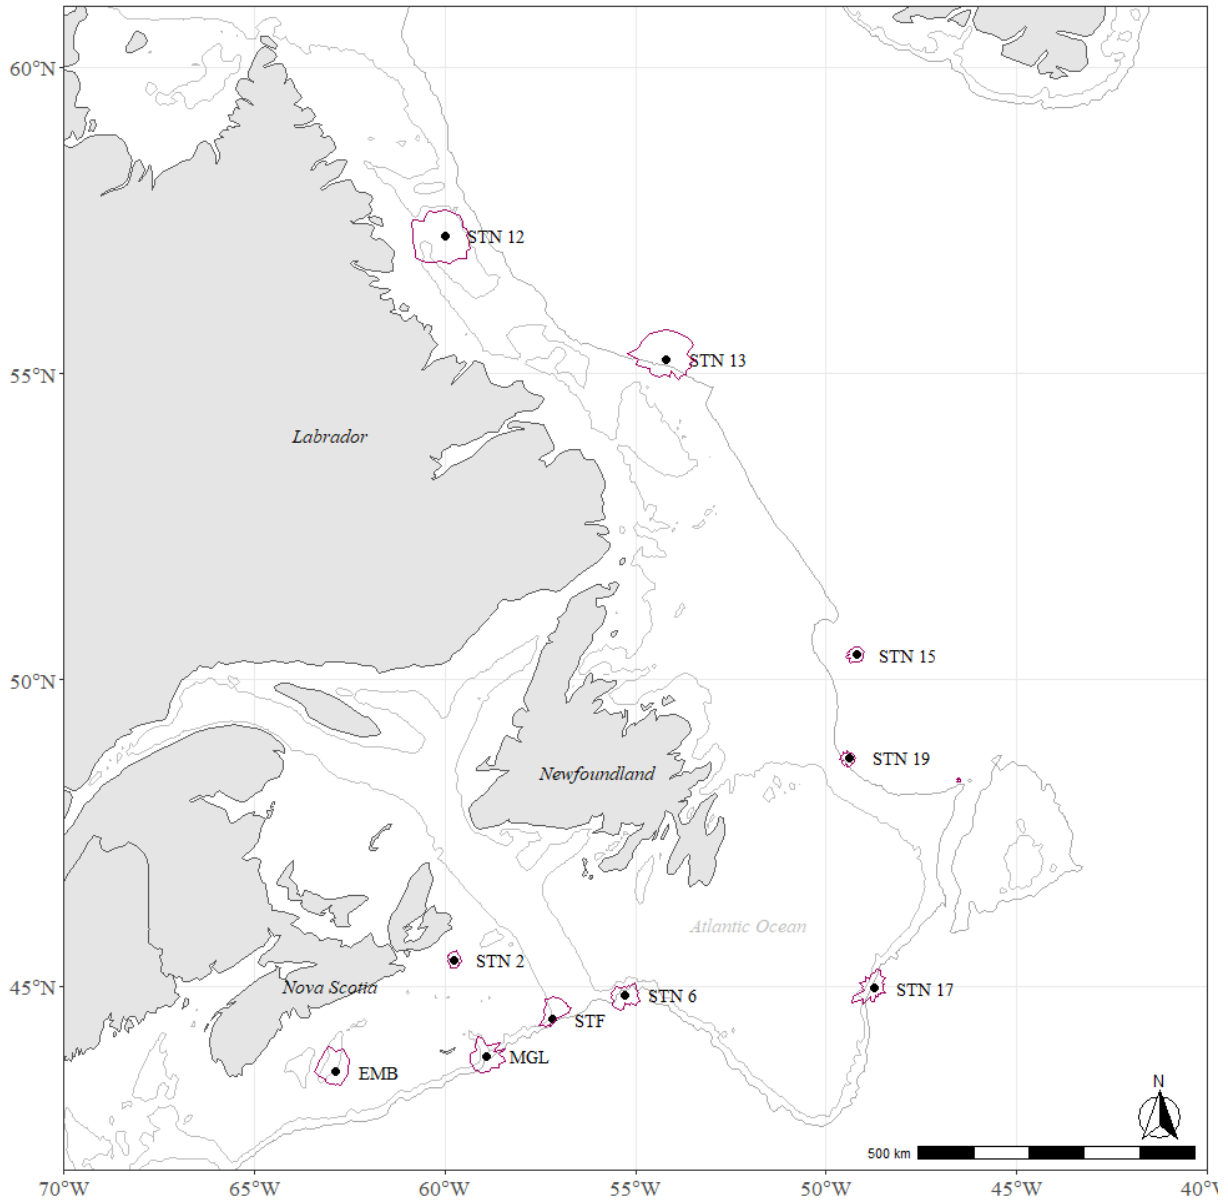 60°N
STN 12
STN 13
55°N
Labrador
STN 15
50°N
STN 19
Newfoundland
Atlantic Ocean
STN 2
45°N
Nova Scotia
STN 6
STN 17
STF
MGL
EMB
N
500 km
70°W
65°W
60°W
55°W
50°W
45°W
40°